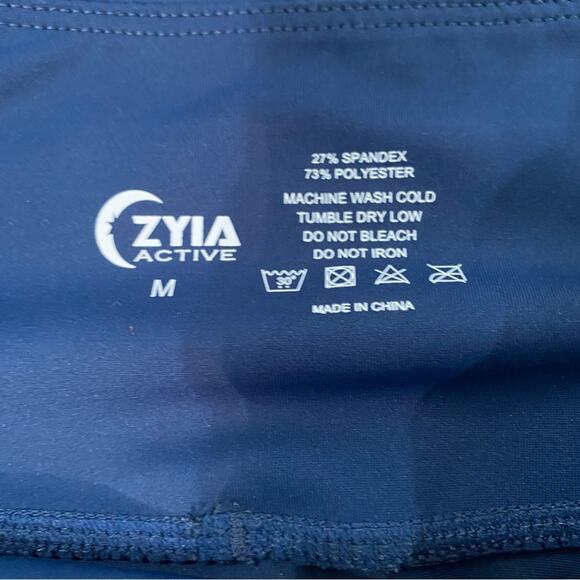 ZYIA
ACTIVE
M
27% SPANDEX
73% POLYESTER
MACHINE WASH COLD
TUMBLE DRY LOW
DO NOT BLEACH
DO NOT IRON
30°
MADE IN CHINA